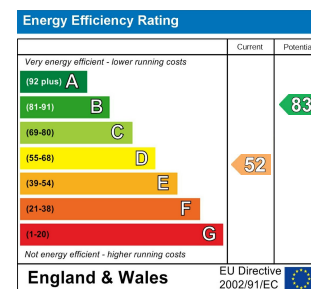 Energy Efficiency Rating
Current Potentia
Very energy efficient - lower running costs
(92 plus) A
(81-91) B
83
(69-80) C
(55-68) D
52
(39-54) E
(21-38) F
(1-20) G
Not energy efficient - higher running costs
England & Wales
EU Directive
2002/91/EC